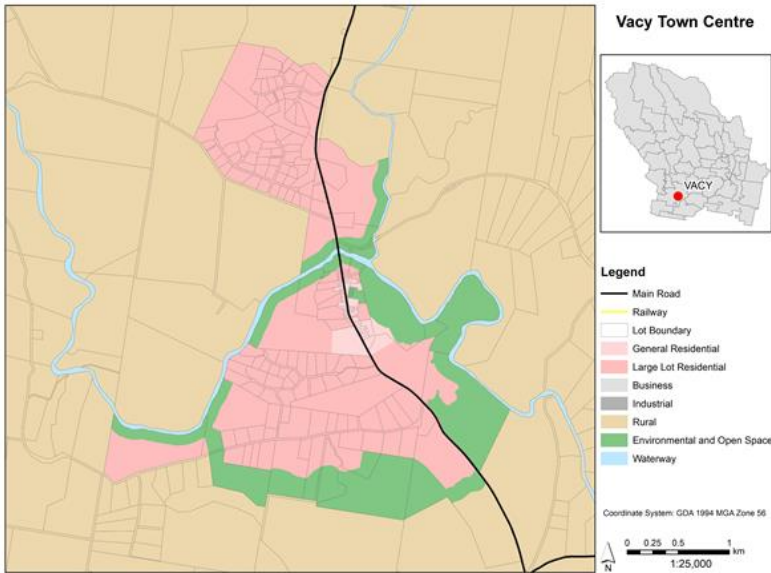 Vacy Town Centre
VACY
Legend
Main Road
Railway
Lot Boundary
General Residential
Large Lot Residential
Business
Industrial
Rural
Environmental and Open Space
Waterway
Coordinate System: GDA 1994 MGA Zone 56
N
0 0.25 0.5 1
km
1:25,000